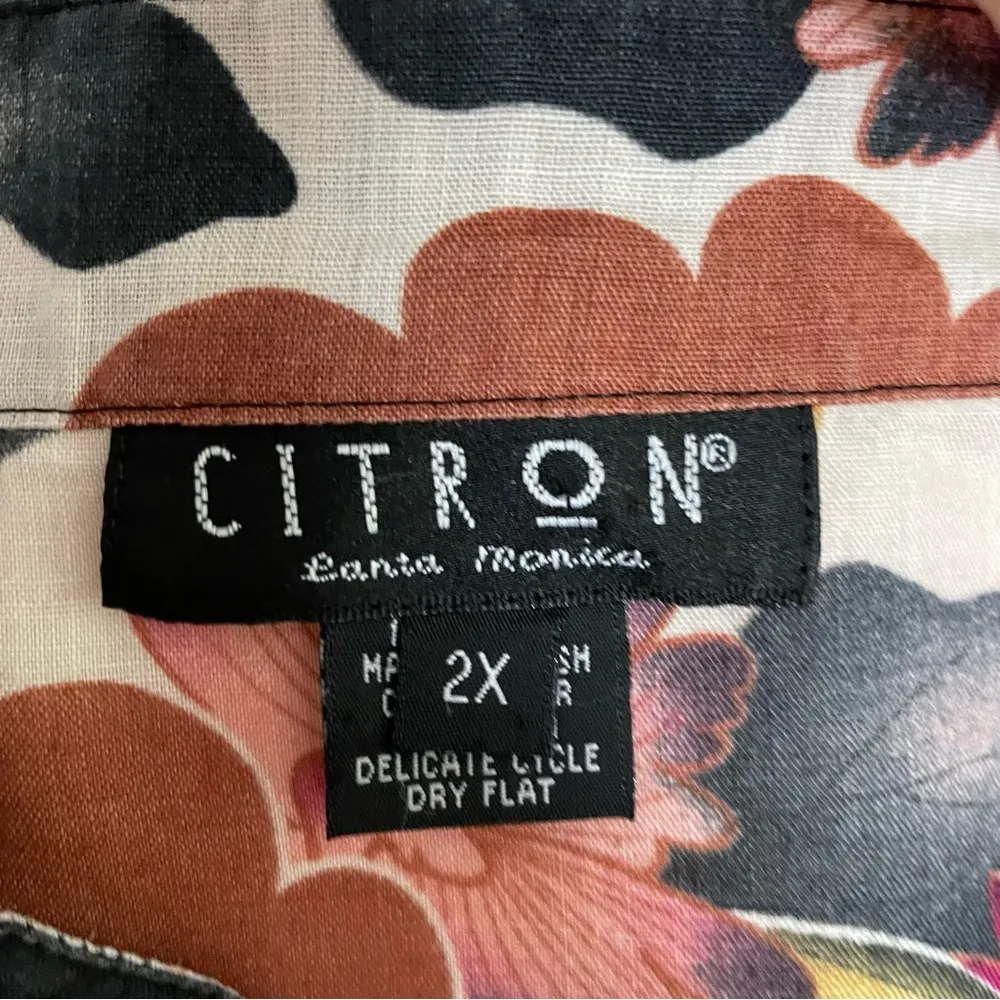 CITRON®
Santa Monica
2X
DELICATE CYCLE
DRY FLAT